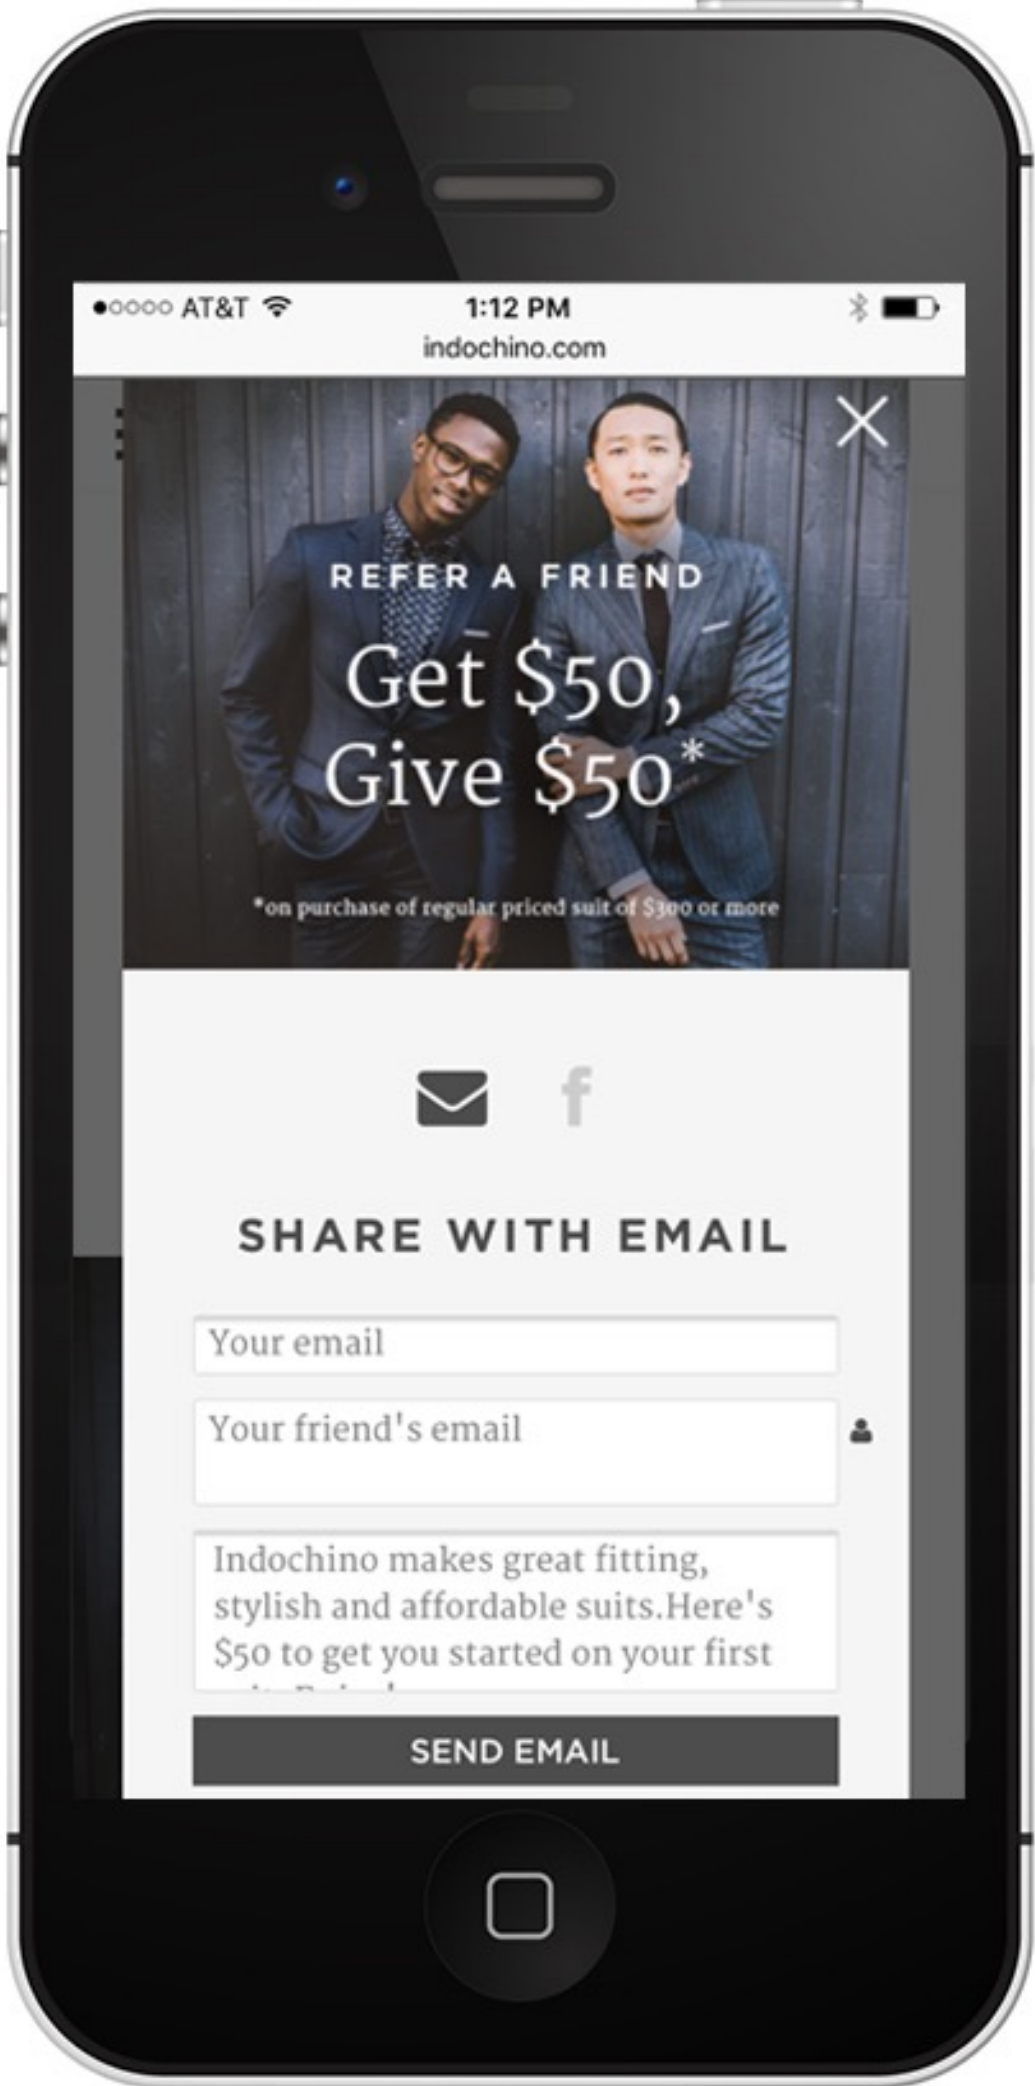 AT&T 1:12 PM
indochino.com
REFER A FRIEND
Get $50,
Give $50*
*on purchase of regular priced suit of $300 or more
f
SHARE WITH EMAIL
Your email
Your friend's email
Indochino makes great fitting,
stylish and affordable suits.Here's
$50 to get you started on your first
SEND EMAIL